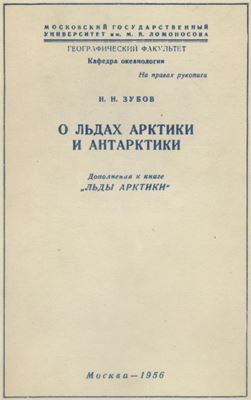 МОСКОВСКИЙ ГОСУДАРСТВЕННЫЙ
УНИВЕРСИТЕТ им. М. В. ЛОМОНОСОВА
ГЕОГРАФИЧЕСКИЙ ФАКУЛЬТЕТ
Кафедра океанологии
На правах рукописи
Н. Н. ЗУБОВ
О ЛЬДАХ АРКТИКИ
И АНТАРКТИКИ
Дополнения к книге
„ЛЬДЫ АРКТИКИ“
Москва—1956